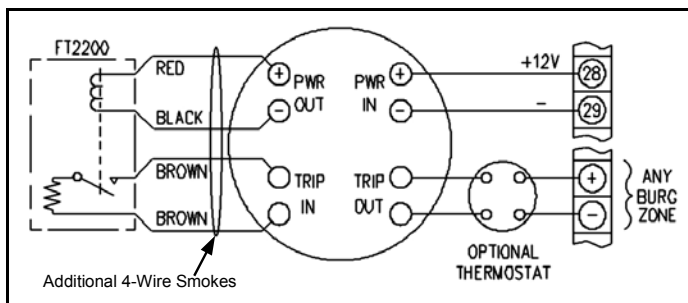 FT2200
RED
BLACK
BROWN
BROWN
+ PWR
- OUT
TRIP
IN
PWR +
IN -
TRIP
OUT
+12V
-
28
29
+
-
ANY
BURG
ZONE
OPTIONAL
THERMOSTAT
Additional 4-Wire Smokes